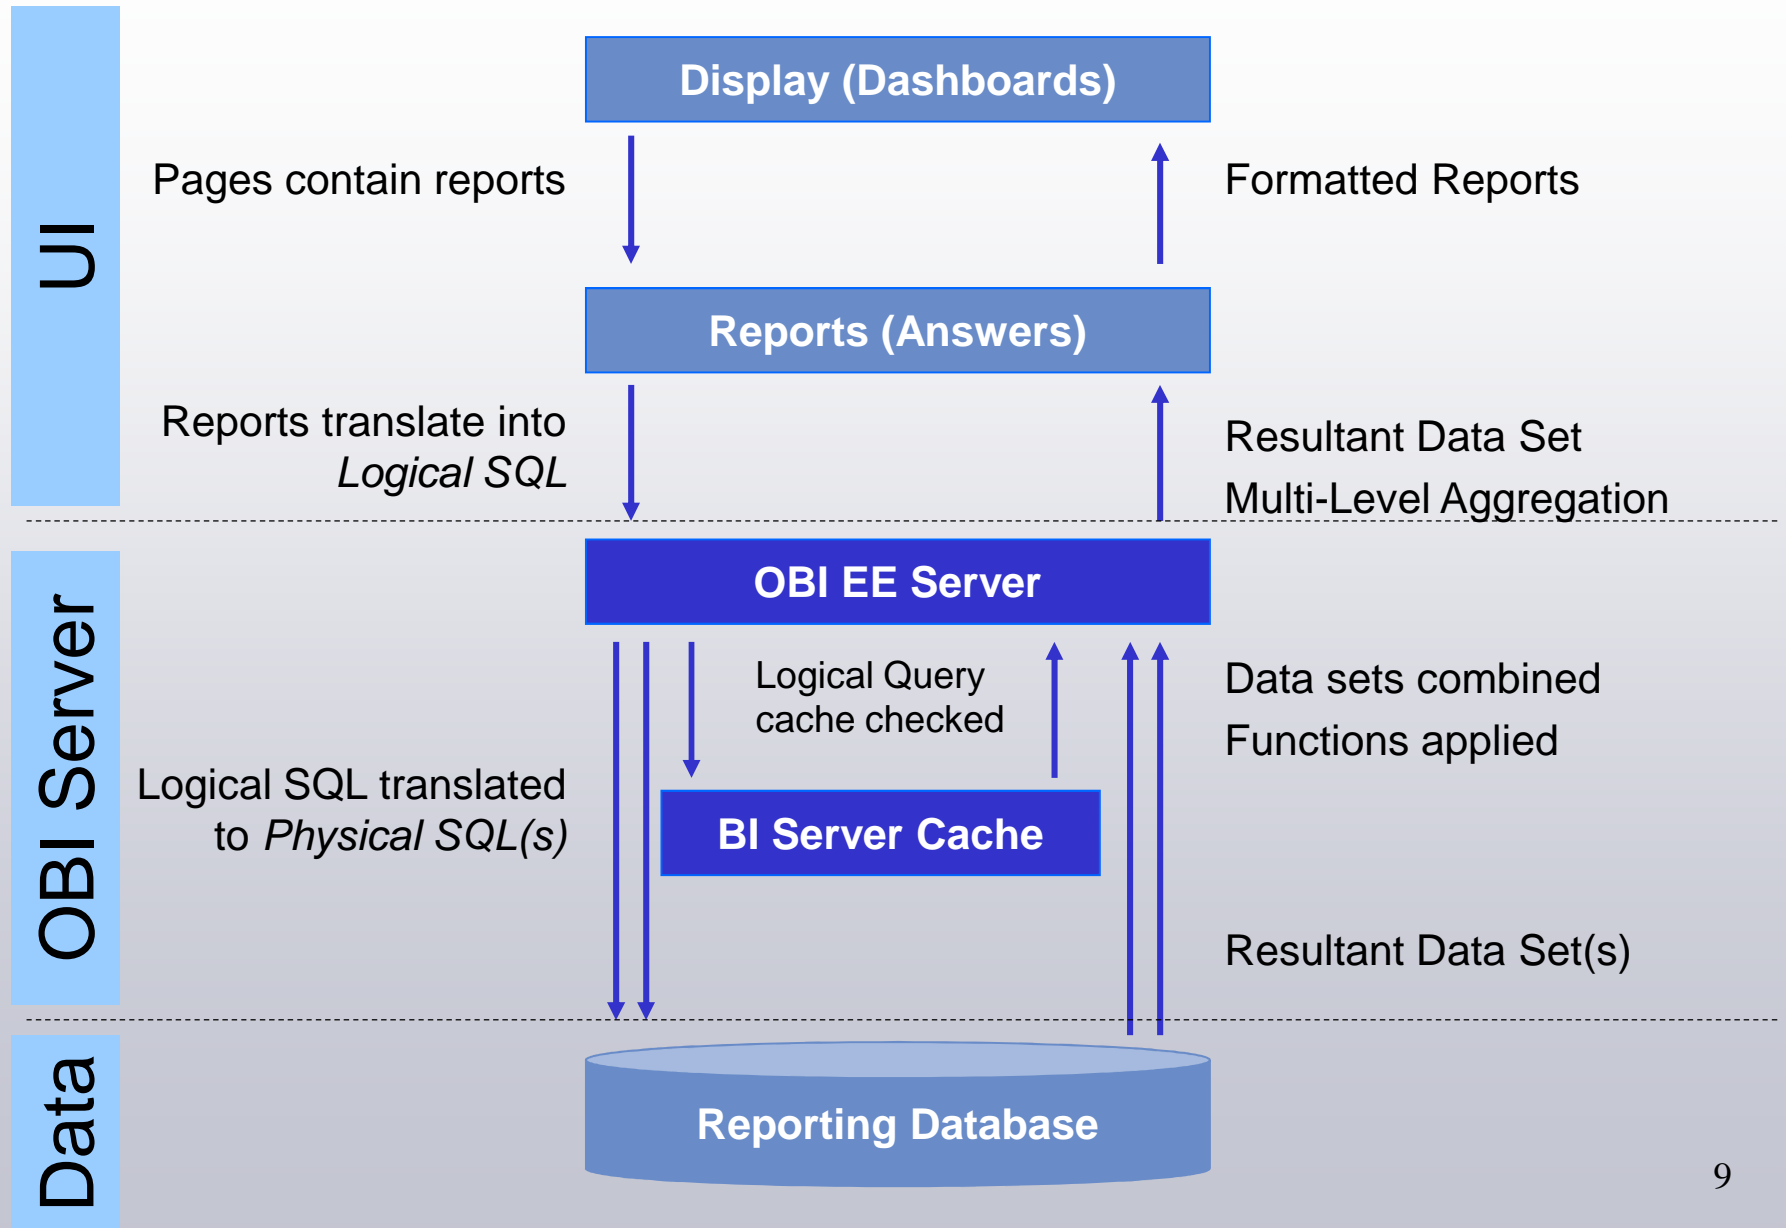 UI
Display (Dashboards)
Pages contain reports
Formatted Reports
Reports (Answers)
Reports translate into
Logical SQL
Resultant Data Set
Multi-Level Aggregation
OBI Server
OBI EE Server
Logical Query
cache checked
Data sets combined
Functions applied
Logical SQL translated
to Physical SQL(s)
BI Server Cache
Resultant Data Set(s)
Data
Reporting Database
9